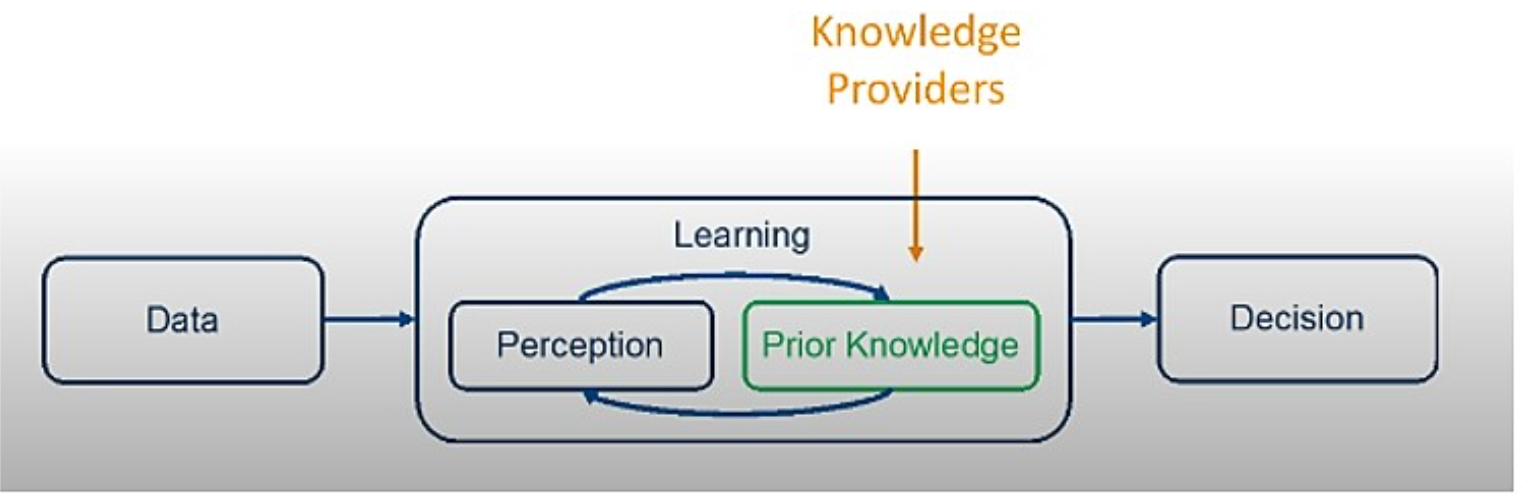 Knowledge
Providers
Learning
Data
Perception
Prior Knowledge
Decision